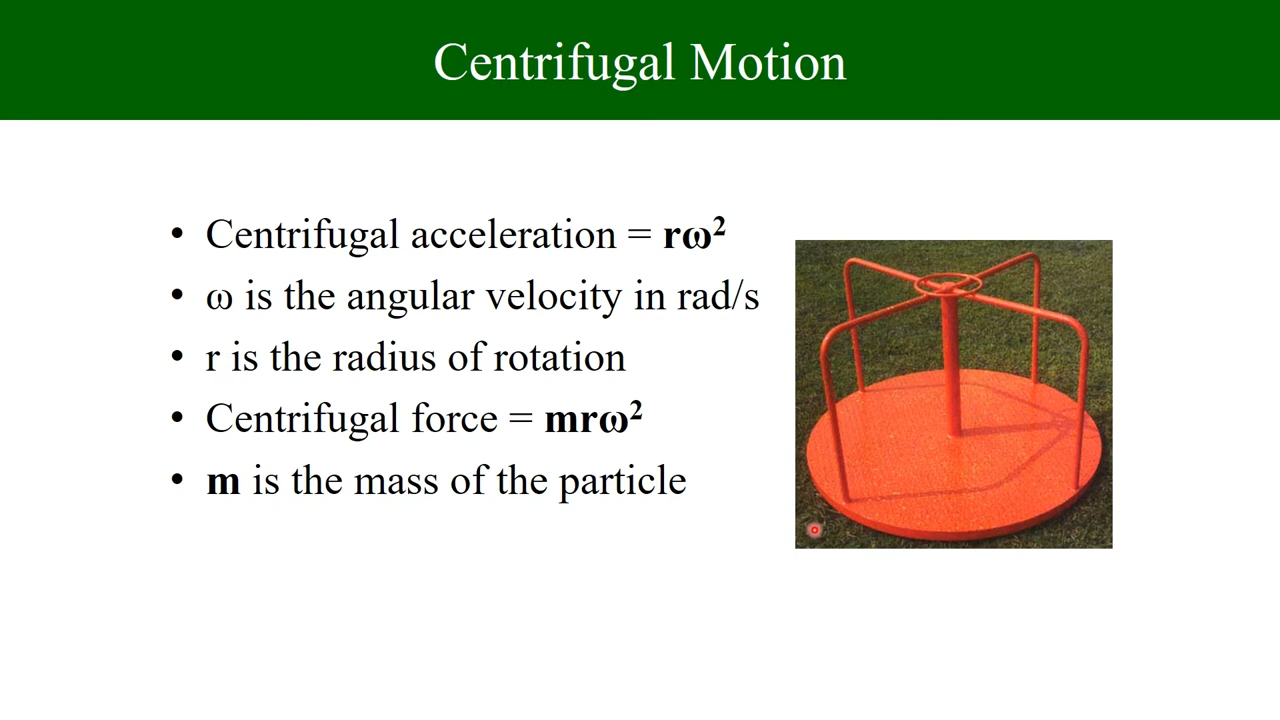 Centrifugal Motion
• Centrifugal acceleration = rω²
• ω is the angular velocity in rad/s
• r is the radius of rotation
• Centrifugal force = mrω²
• m is the mass of the particle